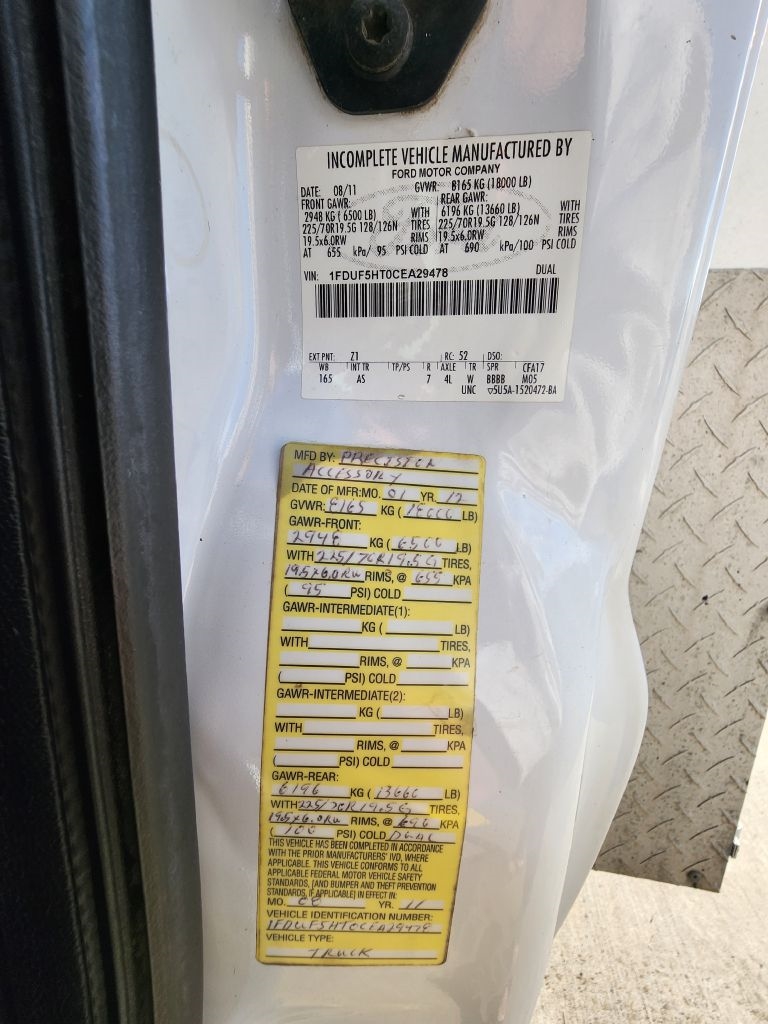 INCOMPLETE VEHICLE MANUFACTURED BY
FORD MOTOR COMPANY
DATE: 08/11 GVWR: 8165 KG (18000 LB)
FRONT GAWR: REAR GAWR:
2948 KG (6500 LB) WITH 6196 KG (13660 LB) WITH
225/70R19.5G 128/126N TIRES 225/70R19.5G 128/126N TIRES
19.5x6.0RW RIMS 19.5x6.0RW RIMS
AT 655 kPa/ 95 PSI COLD AT 690 kPa/100 PSI COLD
VIN: 1FDUF5HT0CEA29478 DUAL
EXT PNT: Z1 RC: 52 DSO:
WB INT TR TP/PS R AXLE TR SPR CFA17
165 AS 7 4L W BBBB M05
UNC ▽5U5A-1520472-BA
MFD BY: PRECISION
ACCESSORY
DATE OF MFR:MO. 01 YR. 12
GVWR: 8165 KG (18000 LB)
GAWR-FRONT:
2948 KG (6500 LB)
WITH 225/70R19.5G TIRES,
19.5x6.0RW RIMS, @ 655 KPA
(95 PSI) COLD
GAWR-INTERMEDIATE(1):
KG ( LB)
WITH TIRES,
RIMS, @ KPA
( PSI) COLD
GAWR-INTERMEDIATE(2):
KG ( LB)
WITH TIRES,
RIMS, @ KPA
( PSI) COLD
GAWR-REAR:
6196 KG (13660 LB)
WITH 225/70R19.5G TIRES,
19.5x6.0RW RIMS, @ 690 KPA
(100 PSI) COLD DUAL
THIS VEHICLE HAS BEEN COMPLETED IN ACCORDANCE
WITH THE PRIOR MANUFACTURERS' IVD, WHERE
APPLICABLE. THIS VEHICLE CONFORMS TO ALL
APPLICABLE FEDERAL MOTOR VEHICLE SAFETY
STANDARDS, (AND BUMPER AND THEFT PREVENTION
STANDARDS, IF APPLICABLE) IN EFFECT IN:
MO. 08 YR. 11
VEHICLE IDENTIFICATION NUMBER:
1FDUF5HT0CEA29478
VEHICLE TYPE:
TRUCK